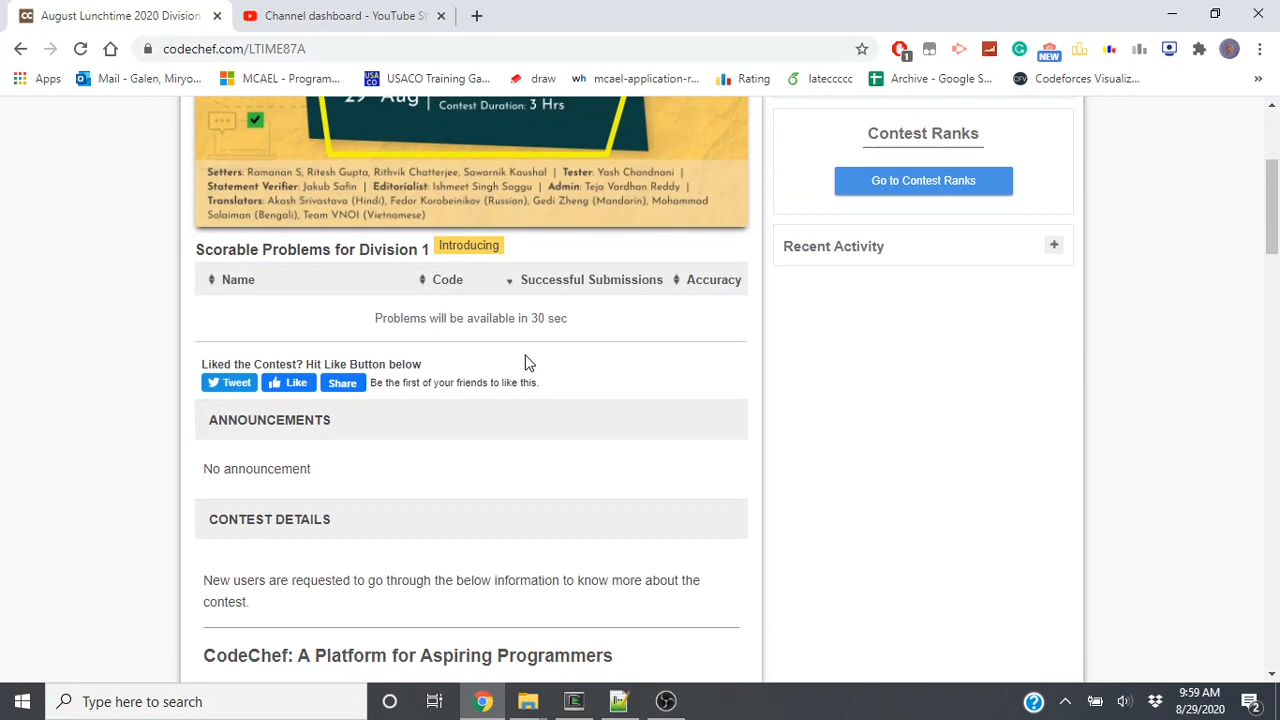 August Lunchtime 2020 Division
Channel dashboard - YouTube St
codechef.com/LTIME87A
1
NEW
Apps
Mail - Galen, Miryo...
MCAEL - Program...
USACO Training Ga...
draw
mcael-application-r...
Rating
lateccccc
Archive - Google S...
Codeforces Visualiz...
29 Aug | Contest Duration: 3 Hrs
Setters: Ramanan S, Ritesh Gupta, Rithvik Chatterjee, Sawarnik Kaushal | Tester: Yash Chandnani |
Statement Verifier: Jakub Safin | Editorialist: Ishmeet Singh Saggu | Admin: Teja Vardhan Reddy |
Translators: Akash Srivastava (Hindi), Fedor Korobeinikov (Russian), Gedi Zheng (Mandarin), Mohammad
Solaiman (Bengali), Team VNOI (Vietnamese)
Contest Ranks
Go to Contest Ranks
Recent Activity
Scorable Problems for Division 1 Introducing
Name Code Successful Submissions Accuracy
Problems will be available in 30 sec
Liked the Contest? Hit Like Button below
Tweet Like Share Be the first of your friends to like this.
ANNOUNCEMENTS
No announcement
CONTEST DETAILS
New users are requested to go through the below information to know more about the
contest.
CodeChef: A Platform for Aspiring Programmers
Type here to search
9:59 AM
8/29/2020
2